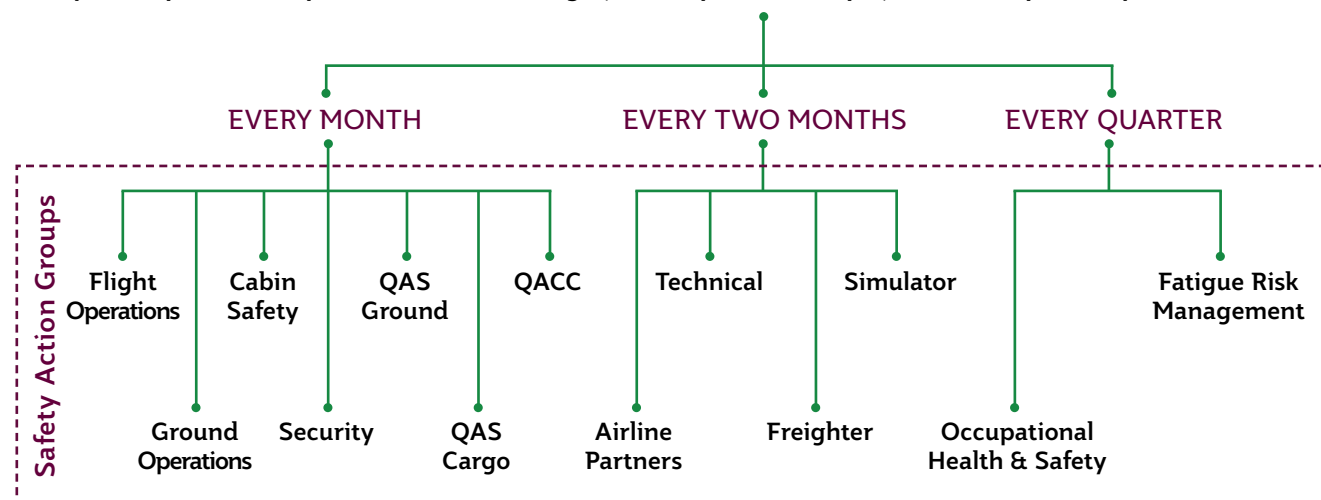 EVERY MONTH
EVERY TWO MONTHS
EVERY QUARTER
Safety Action Groups
Flight
Operations
Cabin
Safety
QAS
Ground
QACC
Technical
Simulator
Fatigue Risk
Management
Ground
Operations
Security
QAS
Cargo
Airline
Partners
Freighter
Occupational
Health & Safety